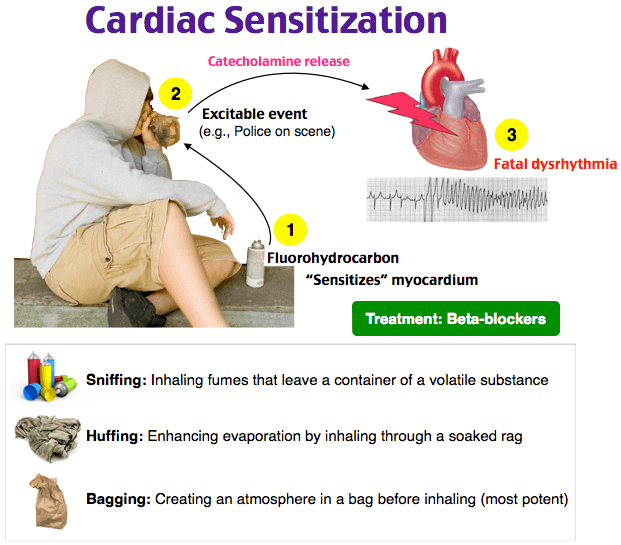 Cardiac Sensitization
Catecholamine release
2
Excitable event
(e.g., Police on scene)
3
Fatal dysrhythmia
1
Fluorohydrocarbon
“Sensitizes” myocardium
Treatment: Beta-blockers
Sniffing: Inhaling fumes that leave a container of a volatile substance
Huffing: Enhancing evaporation by inhaling through a soaked rag
Bagging: Creating an atmosphere in a bag before inhaling (most potent)